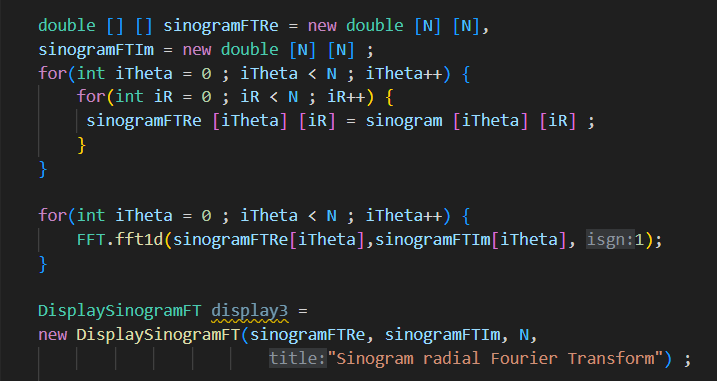 double [] [] sinogramFTRe = new double [N] [N],
sinogramFTIm = new double [N] [N] ;
for(int iTheta = 0 ; iTheta < N ; iTheta++) {
for(int iR = 0 ; iR < N ; iR++) {
sinogramFTRe [iTheta] [iR] = sinogram [iTheta] [iR] ;
}
}
for(int iTheta = 0 ; iTheta < N ; iTheta++) {
FFT.fft1d(sinogramFTRe[iTheta],sinogramFTIm[iTheta], isgn:1);
}
DisplaySinogramFT display3 =
new DisplaySinogramFT(sinogramFTRe, sinogramFTIm, N,
title:"Sinogram radial Fourier Transform") ;